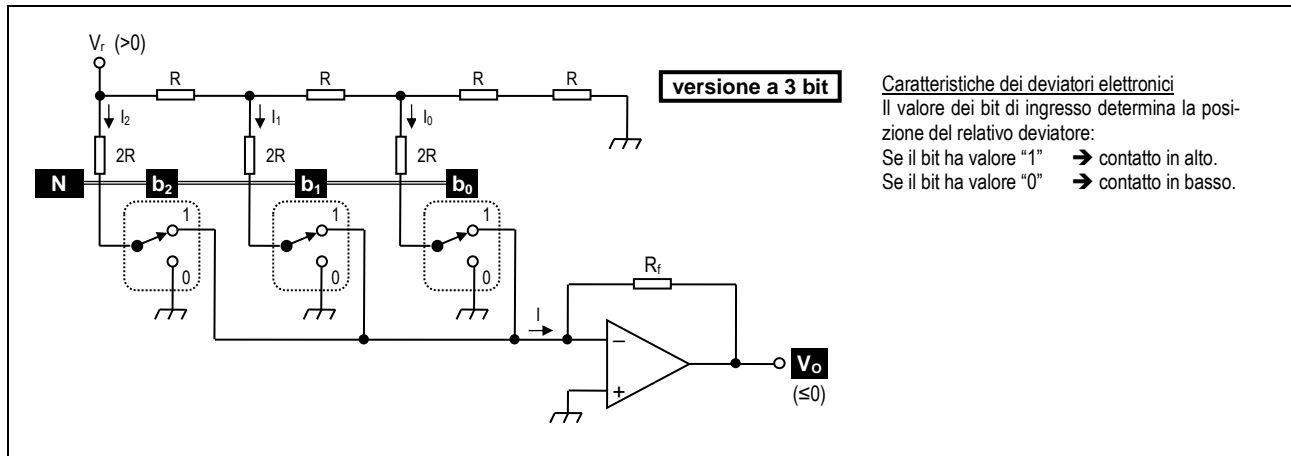 Vr (>0)
R R R R
versione a 3 bit
I2 I1 I0
2R 2R 2R
N b2 b1 b0
1 1 1
0 0 0
Rf
I
–
+
VO
(≤0)
Caratteristiche dei deviatori elettronici
Il valore dei bit di ingresso determina la posi-
zione del relativo deviatore:
Se il bit ha valore “1” ➔ contatto in alto.
Se il bit ha valore “0” ➔ contatto in basso.